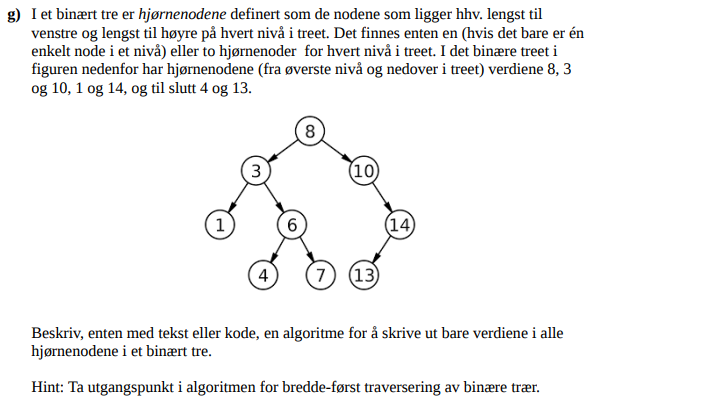 g) I et binært tre er hjørnenodene definert som de nodene som ligger hhv. lengst til
venstre og lengst til høyre på hvert nivå i treet. Det finnes enten en (hvis det bare er én
enkelt node i et nivå) eller to hjørnenoder for hvert nivå i treet. I det binære treet i
figuren nedenfor har hjørnenodene (fra øverste nivå og nedover i treet) verdiene 8, 3
og 10, 1 og 14, og til slutt 4 og 13.
8
3 10
1 6 14
4 7 13
Beskriv, enten med tekst eller kode, en algoritme for å skrive ut bare verdiene i alle
hjørnenodene i et binært tre.
Hint: Ta utgangspunkt i algoritmen for bredde-først traversering av binære trær.